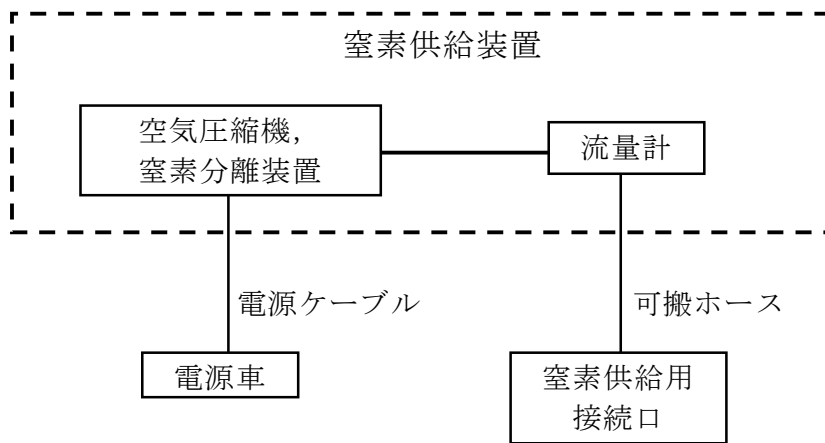 窒素供給装置
空気圧縮機，
窒素分離装置
流量計
電源ケーブル
可搬ホース
電源車
窒素供給用
接続口